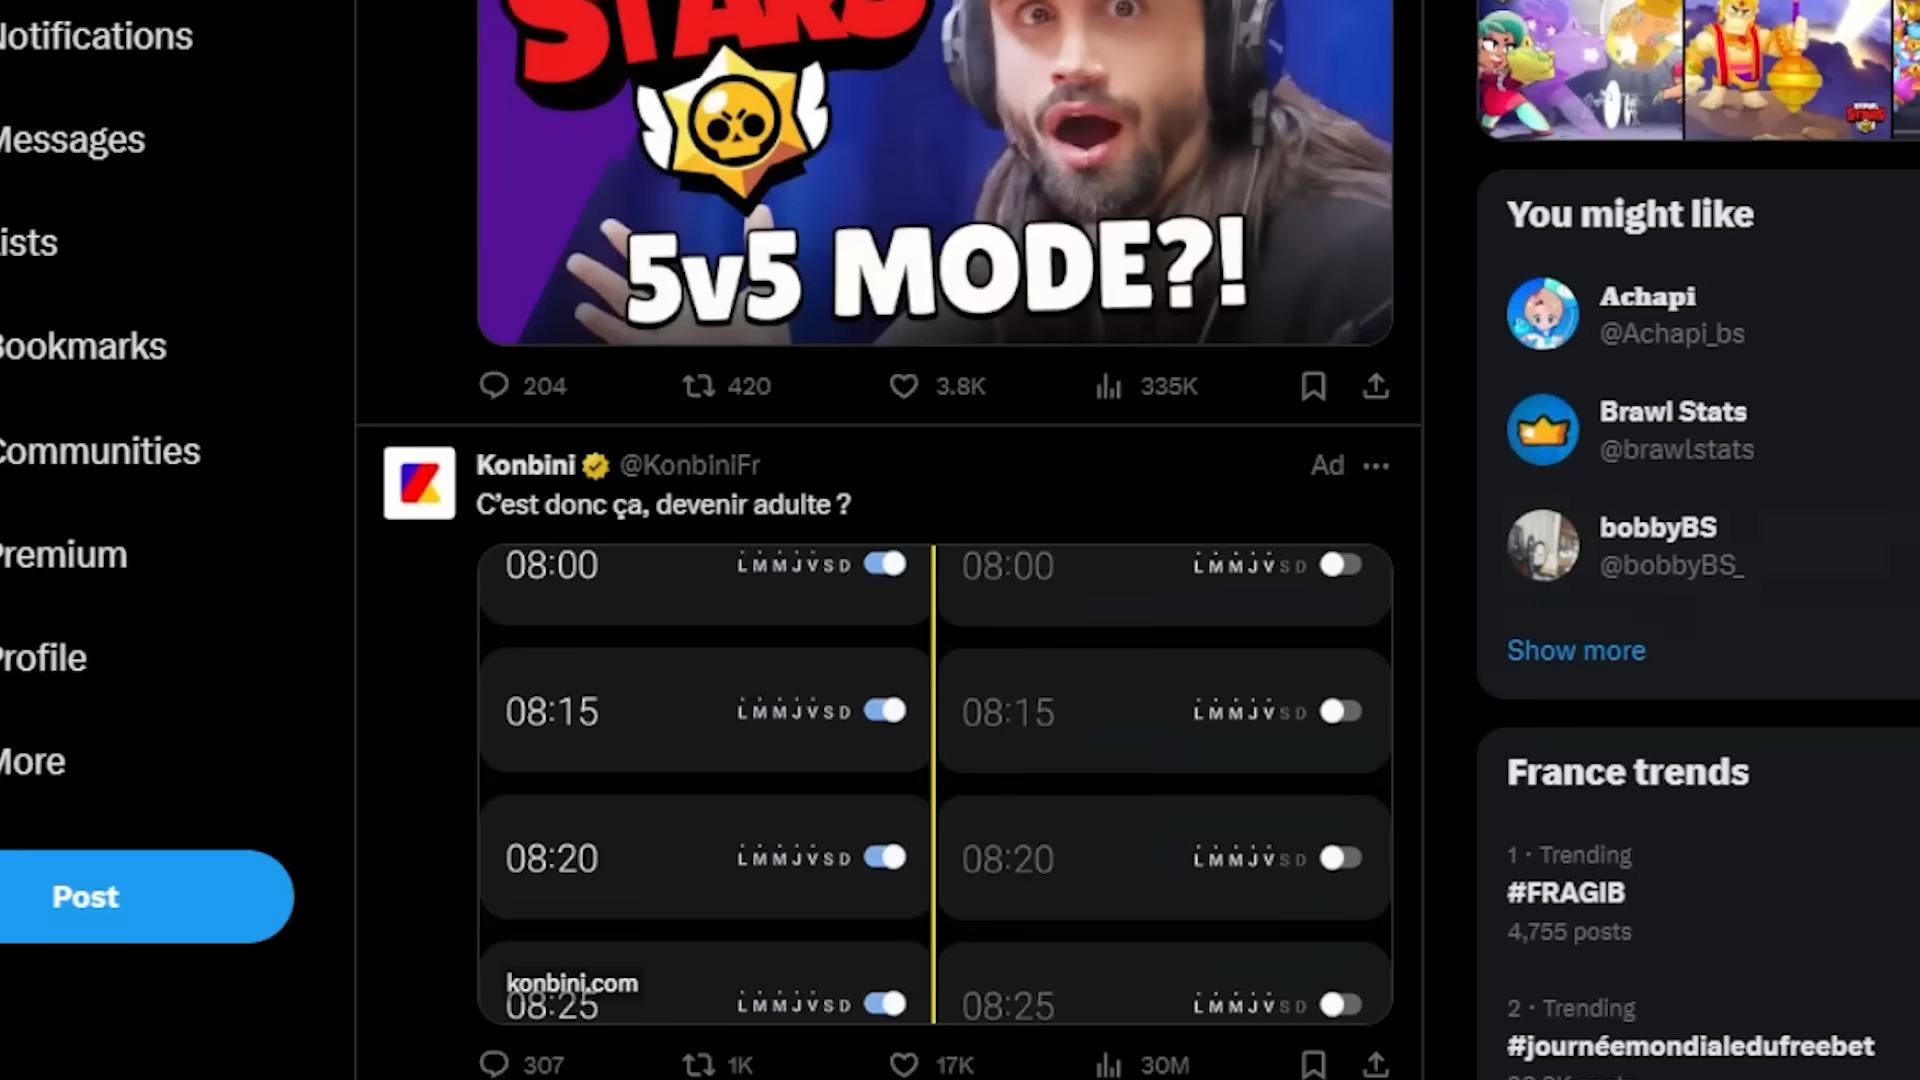 Notifications
Messages
Lists
Bookmarks
Communities
Premium
Profile
More
Post
STARS
5v5 MODE?!
204 420 3.8K 335K
Konbini @KonbiniFr Ad
C'est donc ça, devenir adulte ?
08:00 L M M J V S D 08:00 L M M J V S D
08:15 L M M J V S D 08:15 L M M J V S D
08:20 L M M J V S D 08:20 L M M J V S D
konbini.com
08:25 L M M J V S D 08:25 L M M J V S D
307 1K 17K 30M
STARS
You might like
Achapi
@Achapi_bs
Brawl Stats
@brawlstats
bobbyBS
@bobbyBS_
Show more
France trends
1 · Trending
#FRAGIB
4,755 posts
2 · Trending
#journéemondialedufreebet